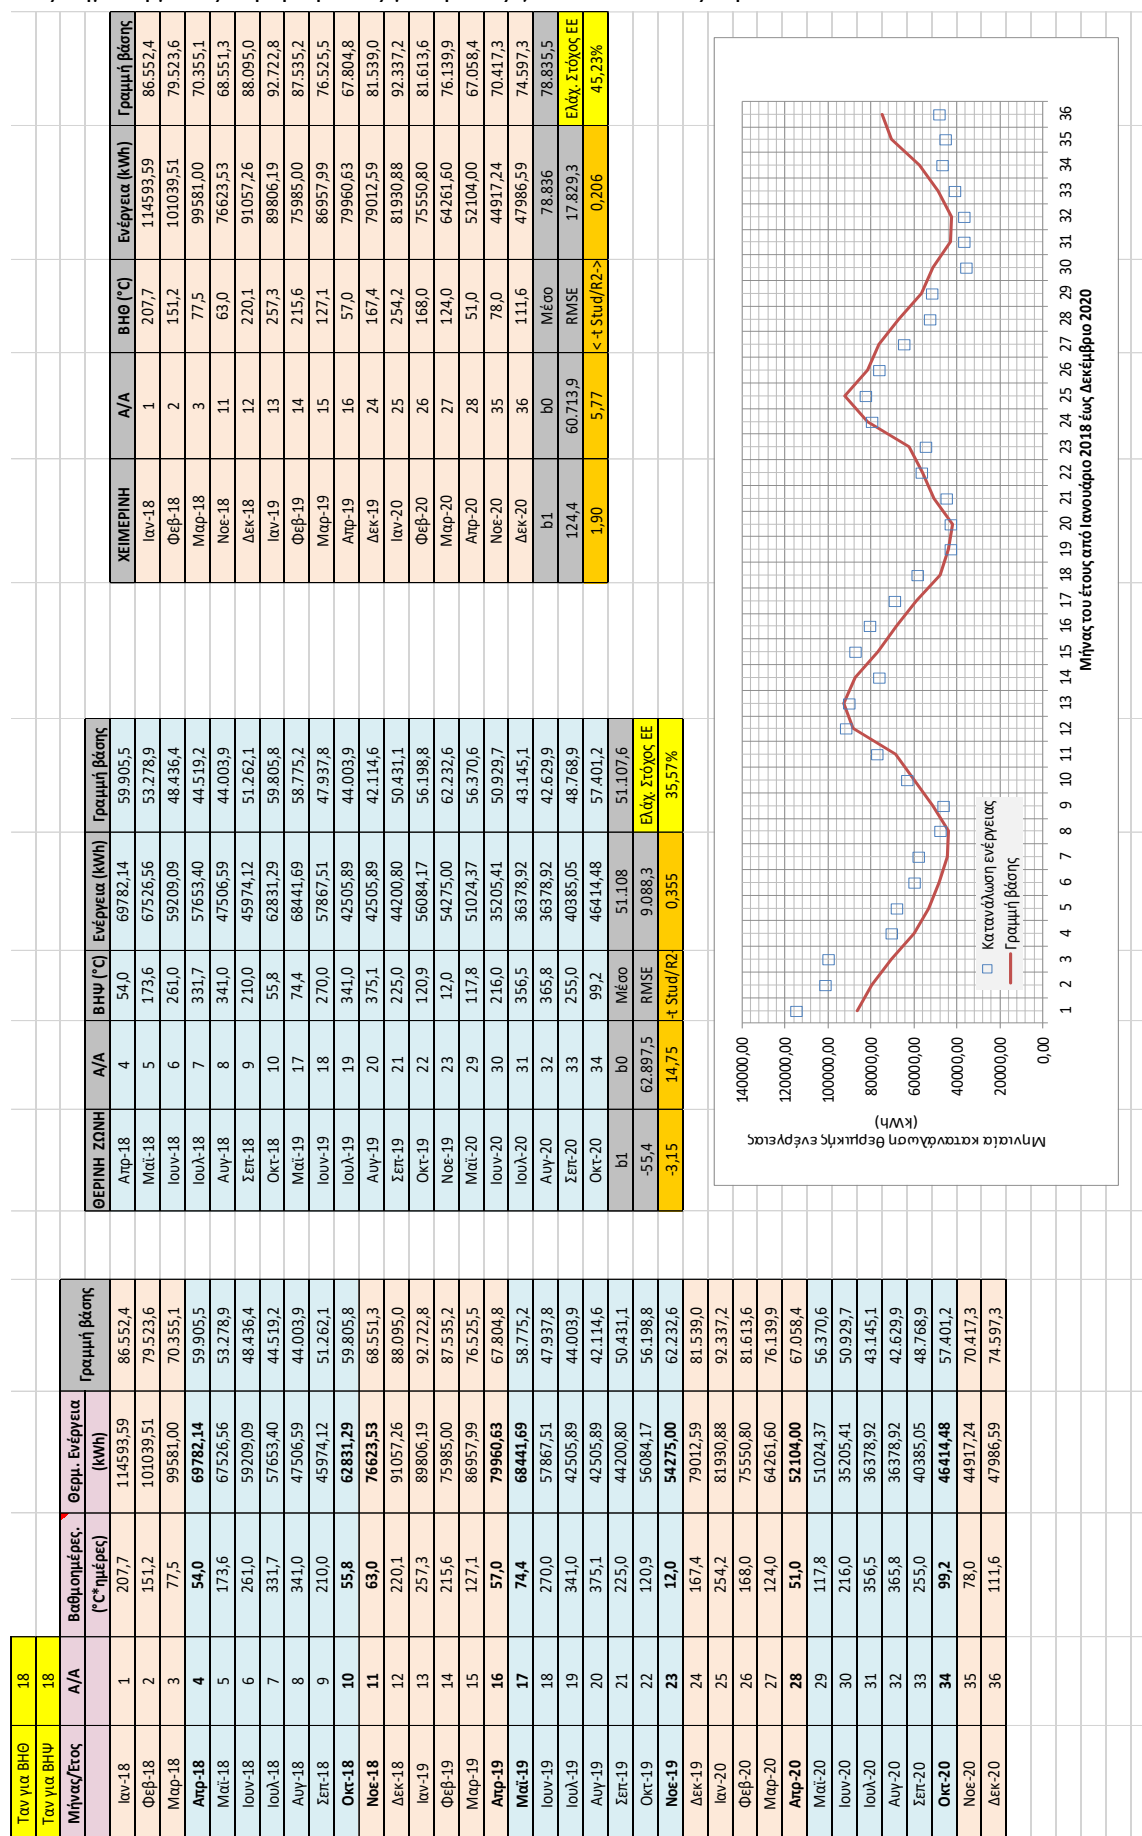 Ταν για ΒΗΘ 18
Ταν για ΒΗΨ 18
Μήνας/Έτος Α/Α Βαθμοημέρες, (°C*ημέρες) Θερμ. Ενέργεια (kWh) Γραμμή βάσης
Ιαν-18 1 207,7 114593,59 86.552,4
Φεβ-18 2 151,2 101039,51 79.523,6
Μαρ-18 3 77,5 99581,00 70.355,1
Απρ-18 4 54,0 69782,14 59.905,5
Μαϊ-18 5 173,6 67526,56 53.278,9
Ιουν-18 6 261,0 59209,09 48.436,4
Ιουλ-18 7 331,7 57653,40 44.519,2
Αυγ-18 8 341,0 47506,59 44.003,9
Σεπ-18 9 210,0 45974,12 51.262,1
Οκτ-18 10 55,8 62831,29 59.805,8
Νοε-18 11 63,0 76623,53 68.551,3
Δεκ-18 12 220,1 91057,26 88.095,0
Ιαν-19 13 257,3 89806,19 92.722,8
Φεβ-19 14 215,6 75985,00 87.535,2
Μαρ-19 15 127,1 86957,99 76.525,5
Απρ-19 16 57,0 79960,63 67.804,8
Μαϊ-19 17 74,4 68441,69 58.775,2
Ιουν-19 18 270,0 57867,51 47.937,8
Ιουλ-19 19 341,0 42505,89 44.003,9
Αυγ-19 20 375,1 42505,89 42.114,6
Σεπ-19 21 225,0 44200,80 50.431,1
Οκτ-19 22 120,9 56084,17 56.198,8
Νοε-19 23 12,0 54275,00 62.232,6
Δεκ-19 24 167,4 79012,59 81.539,0
Ιαν-20 25 254,2 81930,88 92.337,2
Φεβ-20 26 168,0 75550,80 81.613,6
Μαρ-20 27 124,0 64261,60 76.139,9
Απρ-20 28 51,0 52104,00 67.058,4
Μαϊ-20 29 117,8 51024,37 56.370,6
Ιουν-20 30 216,0 35205,41 50.929,7
Ιουλ-20 31 356,5 36378,92 43.145,1
Αυγ-20 32 365,8 36378,92 42.629,9
Σεπ-20 33 255,0 40385,05 48.768,9
Οκτ-20 34 99,2 46414,48 57.401,2
Νοε-20 35 78,0 44917,24 70.417,3
Δεκ-20 36 111,6 47986,59 74.597,3
ΘΕΡΙΝΗ ΖΩΝΗ Α/Α ΒΗΨ (°C) Ενέργεια (kWh) Γραμμή βάσης
Απρ-18 4 54,0 69782,14 59.905,5
Μαϊ-18 5 173,6 67526,56 53.278,9
Ιουν-18 6 261,0 59209,09 48.436,4
Ιουλ-18 7 331,7 57653,40 44.519,2
Αυγ-18 8 341,0 47506,59 44.003,9
Σεπ-18 9 210,0 45974,12 51.262,1
Οκτ-18 10 55,8 62831,29 59.805,8
Μαϊ-19 17 74,4 68441,69 58.775,2
Ιουν-19 18 270,0 57867,51 47.937,8
Ιουλ-19 19 341,0 42505,89 44.003,9
Αυγ-19 20 375,1 42505,89 42.114,6
Σεπ-19 21 225,0 44200,80 50.431,1
Οκτ-19 22 120,9 56084,17 56.198,8
Νοε-19 23 12,0 54275,00 62.232,6
Μαϊ-20 29 117,8 51024,37 56.370,6
Ιουν-20 30 216,0 35205,41 50.929,7
Ιουλ-20 31 356,5 36378,92 43.145,1
Αυγ-20 32 365,8 36378,92 42.629,9
Σεπ-20 33 255,0 40385,05 48.768,9
Οκτ-20 34 99,2 46414,48 57.401,2
b1 b0 Μέσο 51.108 51.107,6
-55,4 62.897,5 RMSE 9.088,3 Ελάχ. Στόχος ΕΕ
-3,15 14,75 -t Stud/R2- 0,355 35,57%
ΧΕΙΜΕΡΙΝΗ Α/Α ΒΗΘ (°C) Ενέργεια (kWh) Γραμμή βάσης
Ιαν-18 1 207,7 114593,59 86.552,4
Φεβ-18 2 151,2 101039,51 79.523,6
Μαρ-18 3 77,5 99581,00 70.355,1
Νοε-18 11 63,0 76623,53 68.551,3
Δεκ-18 12 220,1 91057,26 88.095,0
Ιαν-19 13 257,3 89806,19 92.722,8
Φεβ-19 14 215,6 75985,00 87.535,2
Μαρ-19 15 127,1 86957,99 76.525,5
Απρ-19 16 57,0 79960,63 67.804,8
Δεκ-19 24 167,4 79012,59 81.539,0
Ιαν-20 25 254,2 81930,88 92.337,2
Φεβ-20 26 168,0 75550,80 81.613,6
Μαρ-20 27 124,0 64261,60 76.139,9
Απρ-20 28 51,0 52104,00 67.058,4
Νοε-20 35 78,0 44917,24 70.417,3
Δεκ-20 36 111,6 47986,59 74.597,3
b1 b0 Μέσο 78.836 78.835,5
124,4 60.713,9 RMSE 17.829,3 Ελάχ. Στόχος ΕΕ
1,90 5,77 <-t Stud/R2-> 0,206 45,23%
Μηνιαία κατανάλωση θερμικής ενέργειας
(kWh)
140000,00
120000,00
100000,00
80000,00
60000,00
40000,00
20000,00
0,00
Κατανάλωση ενέργειας
Γραμμή βάσης
1 2 3 4 5 6 7 8 9 10 11 12 13 14 15 16 17 18 19 20 21 22 23 24 25 26 27 28 29 30 31 32 33 34 35 36
Μήνας του έτους από Ιανουάριο 2018 έως Δεκέμβριο 2020